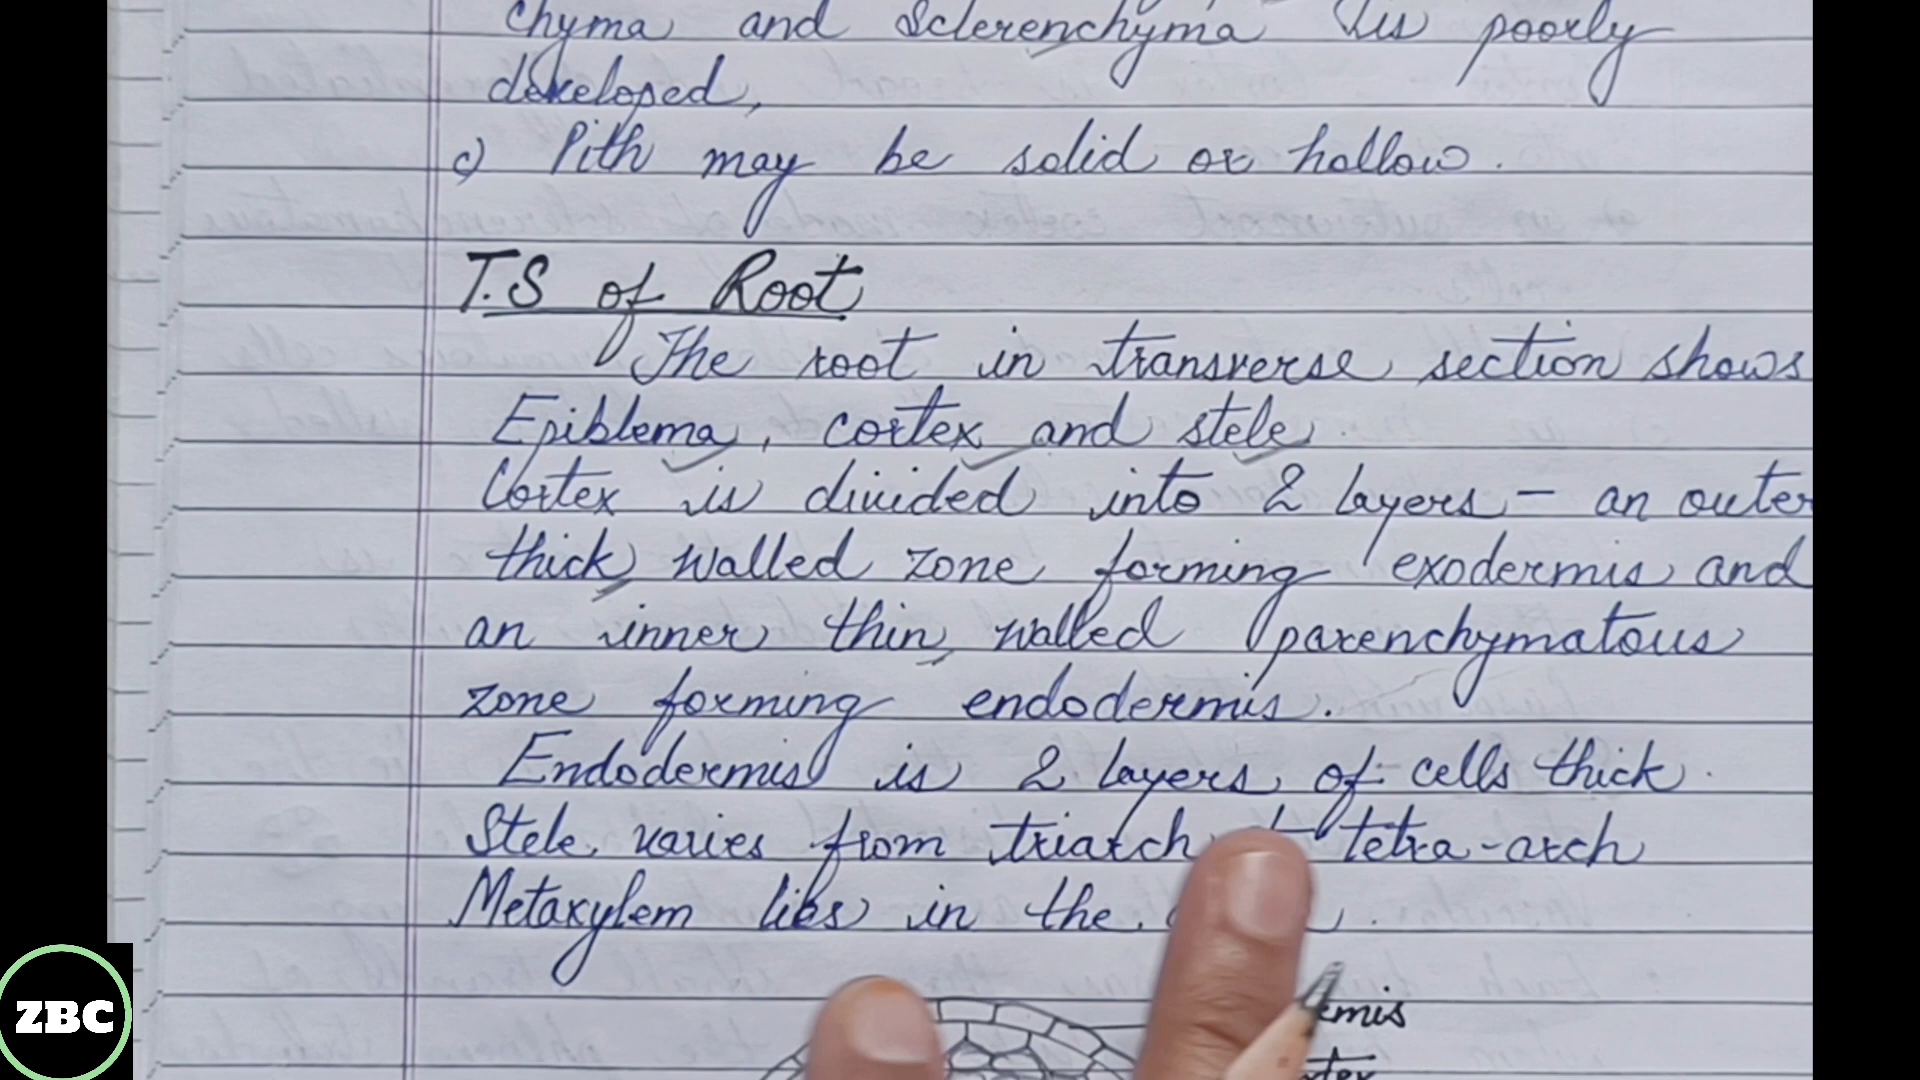 chyma and Sclerenchyma is poorly
developed,
c) Pith may be solid or hollow.
T.S of Root
The root in transverse section shows
Epiblema, cortex and stele.
Cortex is divided into 2 layers - an outer
thick walled zone forming exodermis and
an inner thin walled parenchymatous
zone forming endodermis.
Endodermis is 2 layers of cells thick.
Stele varies from triarch tetra-arch
Metaxylem lies in the
ZBC